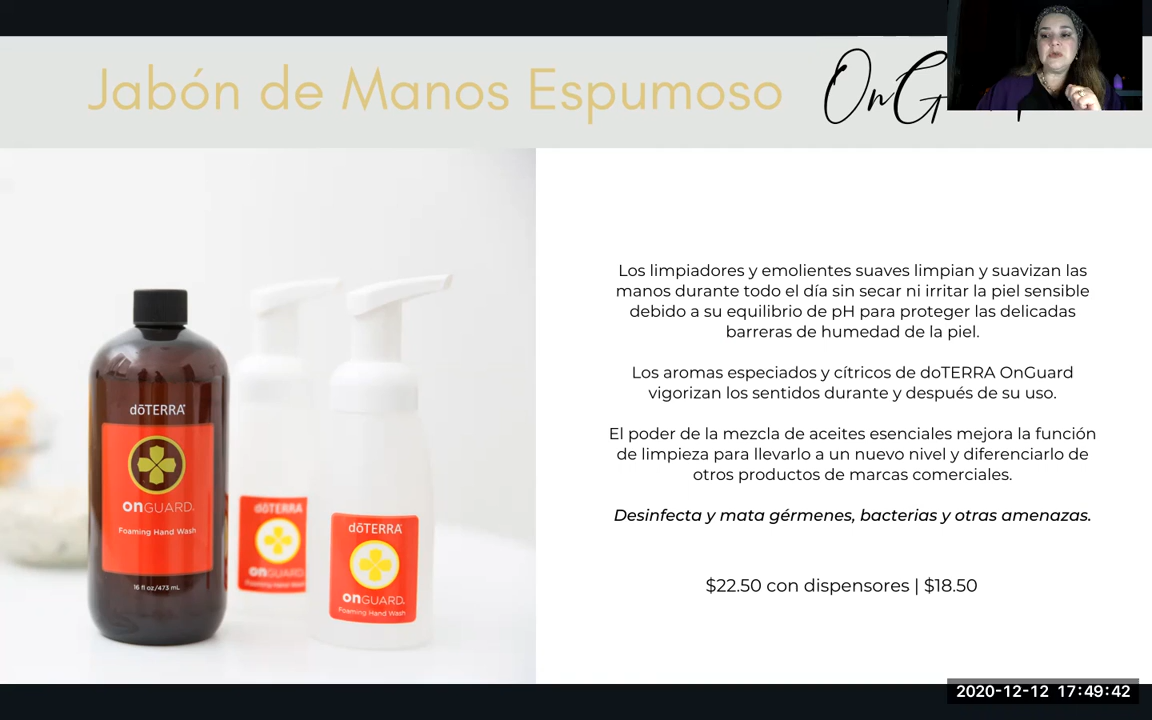 Jabón de Manos Espumoso
Los limpiadores y emolientes suaves limpian y suavizan las
manos durante todo el día sin secar ni irritar la piel sensible
debido a su equilibrio de pH para proteger las delicadas
barreras de humedad de la piel.
Los aromas especiados y cítricos de doTERRA OnGuard
vigorizan los sentidos durante y después de su uso.
El poder de la mezcla de aceites esenciales mejora la función
de limpieza para llevarlo a un nuevo nivel y diferenciarlo de
otros productos de marcas comerciales.
Desinfecta y mata gérmenes, bacterias y otras amenazas.
$22.50 con dispensores | $18.50
dōTERRA
onGUARD.
Foaming Hand Wash
16 fl oz/473 mL
dōTERRA
onGUARD
Foaming Hand Wash
dōTERRA
onGUARD.
Foaming Hand Wash
2020-12-12 17:49:42